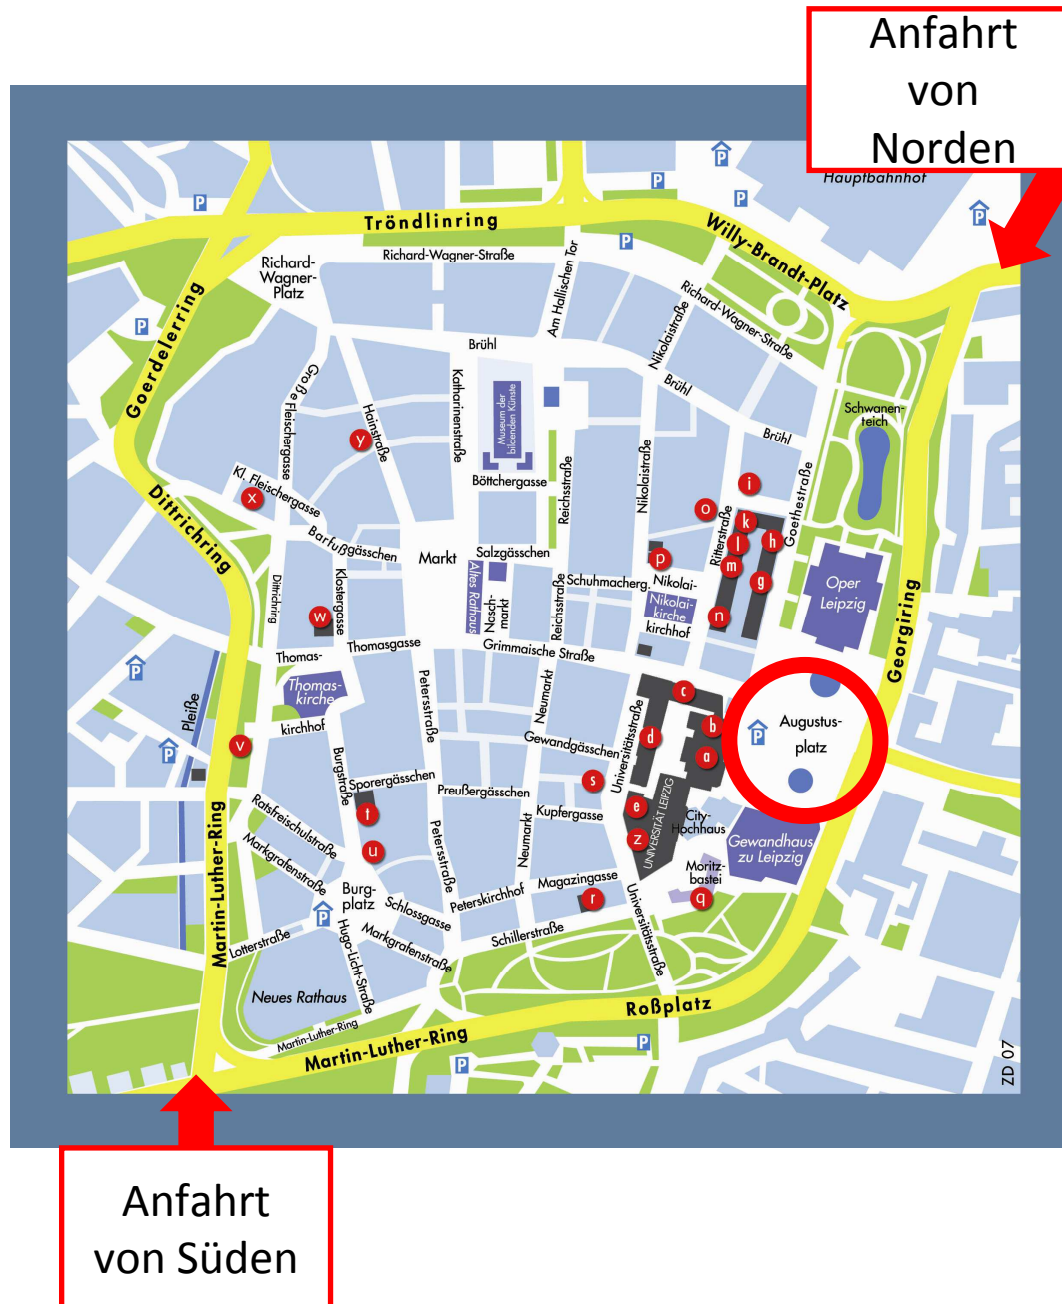 Anfahrt
von
Norden
Hauptbahnhof
P
P
P
P
P
Tröndlinring
Willy-Brandt-Platz
Richard-Wagner-Straße
Richard-
Wagner-
Platz
Am Hallischen Tor
Richard-Wagner-Straße
Nikolaistraße
P
Goerdelerring
Brühl
Brühl
Brühl
Große Fleischergasse
Hainstraße
Katharinenstraße
Museum der
bilcenden Künste
Schwanen-
teich
y
Kl. Fleischergasse
x
Böttchergasse
Reichsstraße
Nikolaistraße
i
o
k
Ritterstraße
Goethestraße
Dittrichring
Barfußgässchen
Markt
Salzgässchen
l
h
p
m
g
Schuhmacherg.
Nikolai-
Nikolai-
kirche
kirchhof
Oper
Leipzig
Altes Rathaus
Nasch-
markt
Reichsstraße
Dittrichring
Klostergasse
w
n
Georgiring
Thomas-
Thomasgasse
Grimmaische Straße
P
Thomas-
kirche
kirchhof
Petersstraße
Neumarkt
Universitätsstraße
c
b
Augustus-
platz
P
Pleiße
P
v
Gewandgässchen
d
a
Burgstraße
Sporergässchen
Preußergässchen
s
t
Kupfergasse
e
UNIVERSITÄT LEIPZIG
City-
Hochhaus
Gewandhaus
zu Leipzig
Ratsfreischulstraße
Markgrafenstraße
u
Petersstraße
Neumarkt
z
Martin-Luther-Ring
Burg-
platz
P
Schlossgasse
Peterskirchhof
Magazingasse
r
Moritz-
bastei
q
Universitätsstraße
Lotterstraße
Hugo-Licht-Straße
Markgrafenstraße
Schillerstraße
Neues Rathaus
Martin-Luther-Ring
Roßplatz
Martin-Luther-Ring
P
P
ZD 07
Anfahrt
von Süden